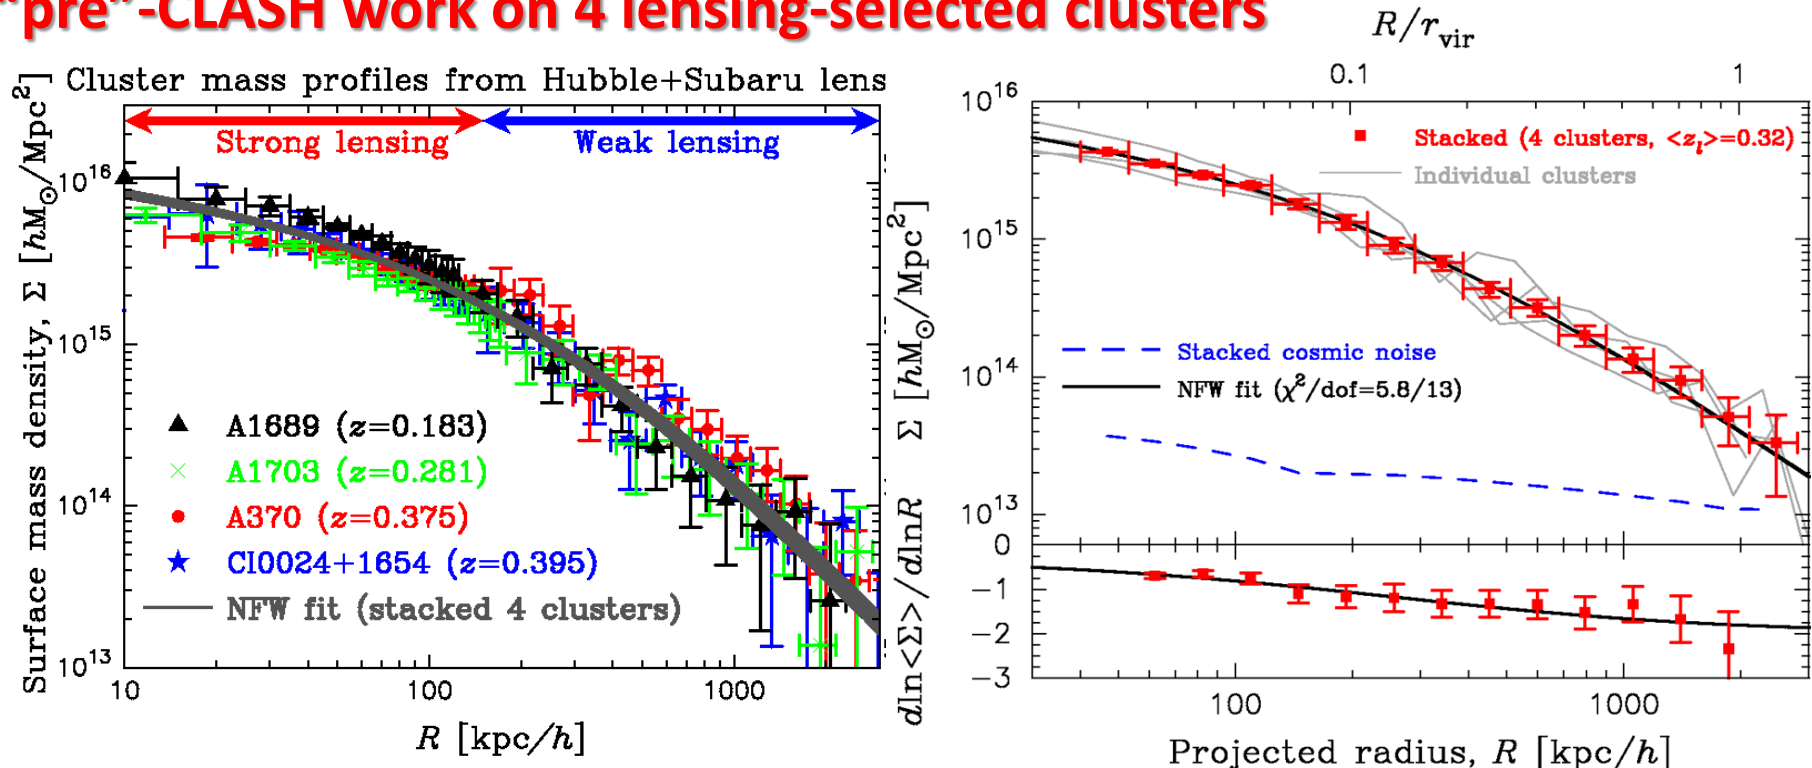 "pre"-CLASH work on 4 lensing-selected clusters
Cluster mass profiles from Hubble+Subaru lens
Strong lensing
Weak lensing
Surface mass density, Σ [hM⊙/Mpc²]
10¹⁶
10¹⁵
10¹⁴
10¹³
A1689 (z=0.183)
A1703 (z=0.281)
A370 (z=0.375)
Cl0024+1654 (z=0.395)
NFW fit (stacked 4 clusters)
10
100
1000
R [kpc/h]
R/r_vir
0.1
1
Σ [hM⊙/Mpc²]
10¹⁶
10¹⁵
10¹⁴
10¹³
Stacked (4 clusters, <z_l>=0.32)
Individual clusters
Stacked cosmic noise
NFW fit (χ²/dof=5.8/13)
dln<Σ>/dlnR
0
−1
−2
−3
100
1000
Projected radius, R [kpc/h]